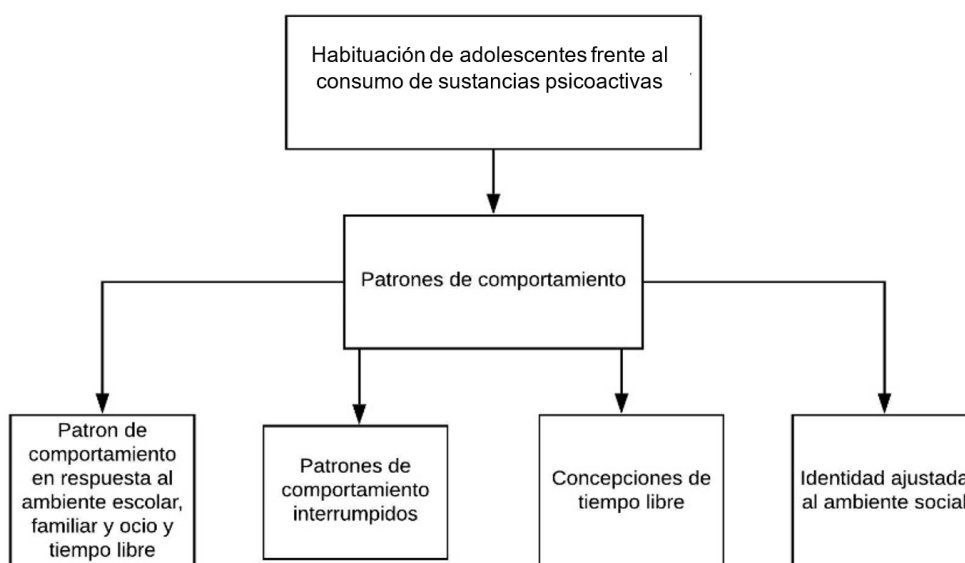 Habituación de adolescentes frente al
consumo de sustancias psicoactivas
Patrones de comportamiento
Patron de
comportamiento
en respuesta al
ambiente escolar,
familiar y ocio y
tiempo libre
Patrones de
comportamiento
interrumpidos
Concepciones de
tiempo libre
Identidad ajustada
al ambiente social